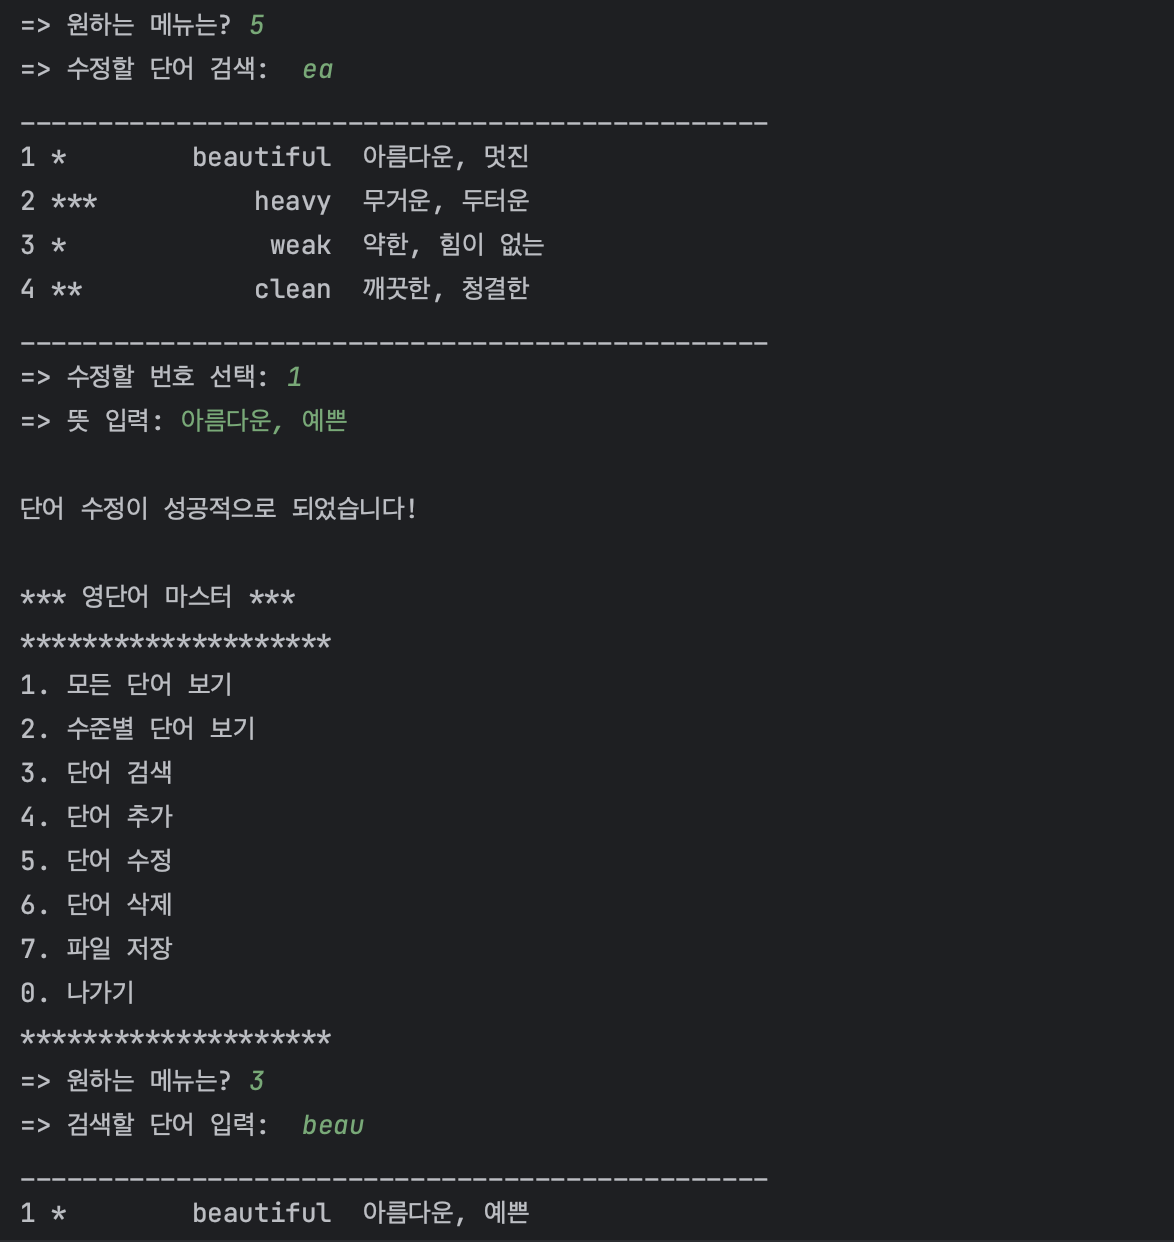 => 원하는 메뉴는? 5
=> 수정할 단어 검색:  ea
------------------------------------------------
1 *        beautiful  아름다운, 멋진
2 ***          heavy  무거운, 두터운
3 *             weak  약한, 힘이 없는
4 **           clean  깨끗한, 청결한
------------------------------------------------
=> 수정할 번호 선택: 1
=> 뜻 입력: 아름다운, 예쁜
단어 수정이 성공적으로 되었습니다!
*** 영단어 마스터 ***
********************
1. 모든 단어 보기
2. 수준별 단어 보기
3. 단어 검색
4. 단어 추가
5. 단어 수정
6. 단어 삭제
7. 파일 저장
0. 나가기
********************
=> 원하는 메뉴는? 3
=> 검색할 단어 입력:  beau
------------------------------------------------
1 *        beautiful  아름다운, 예쁜